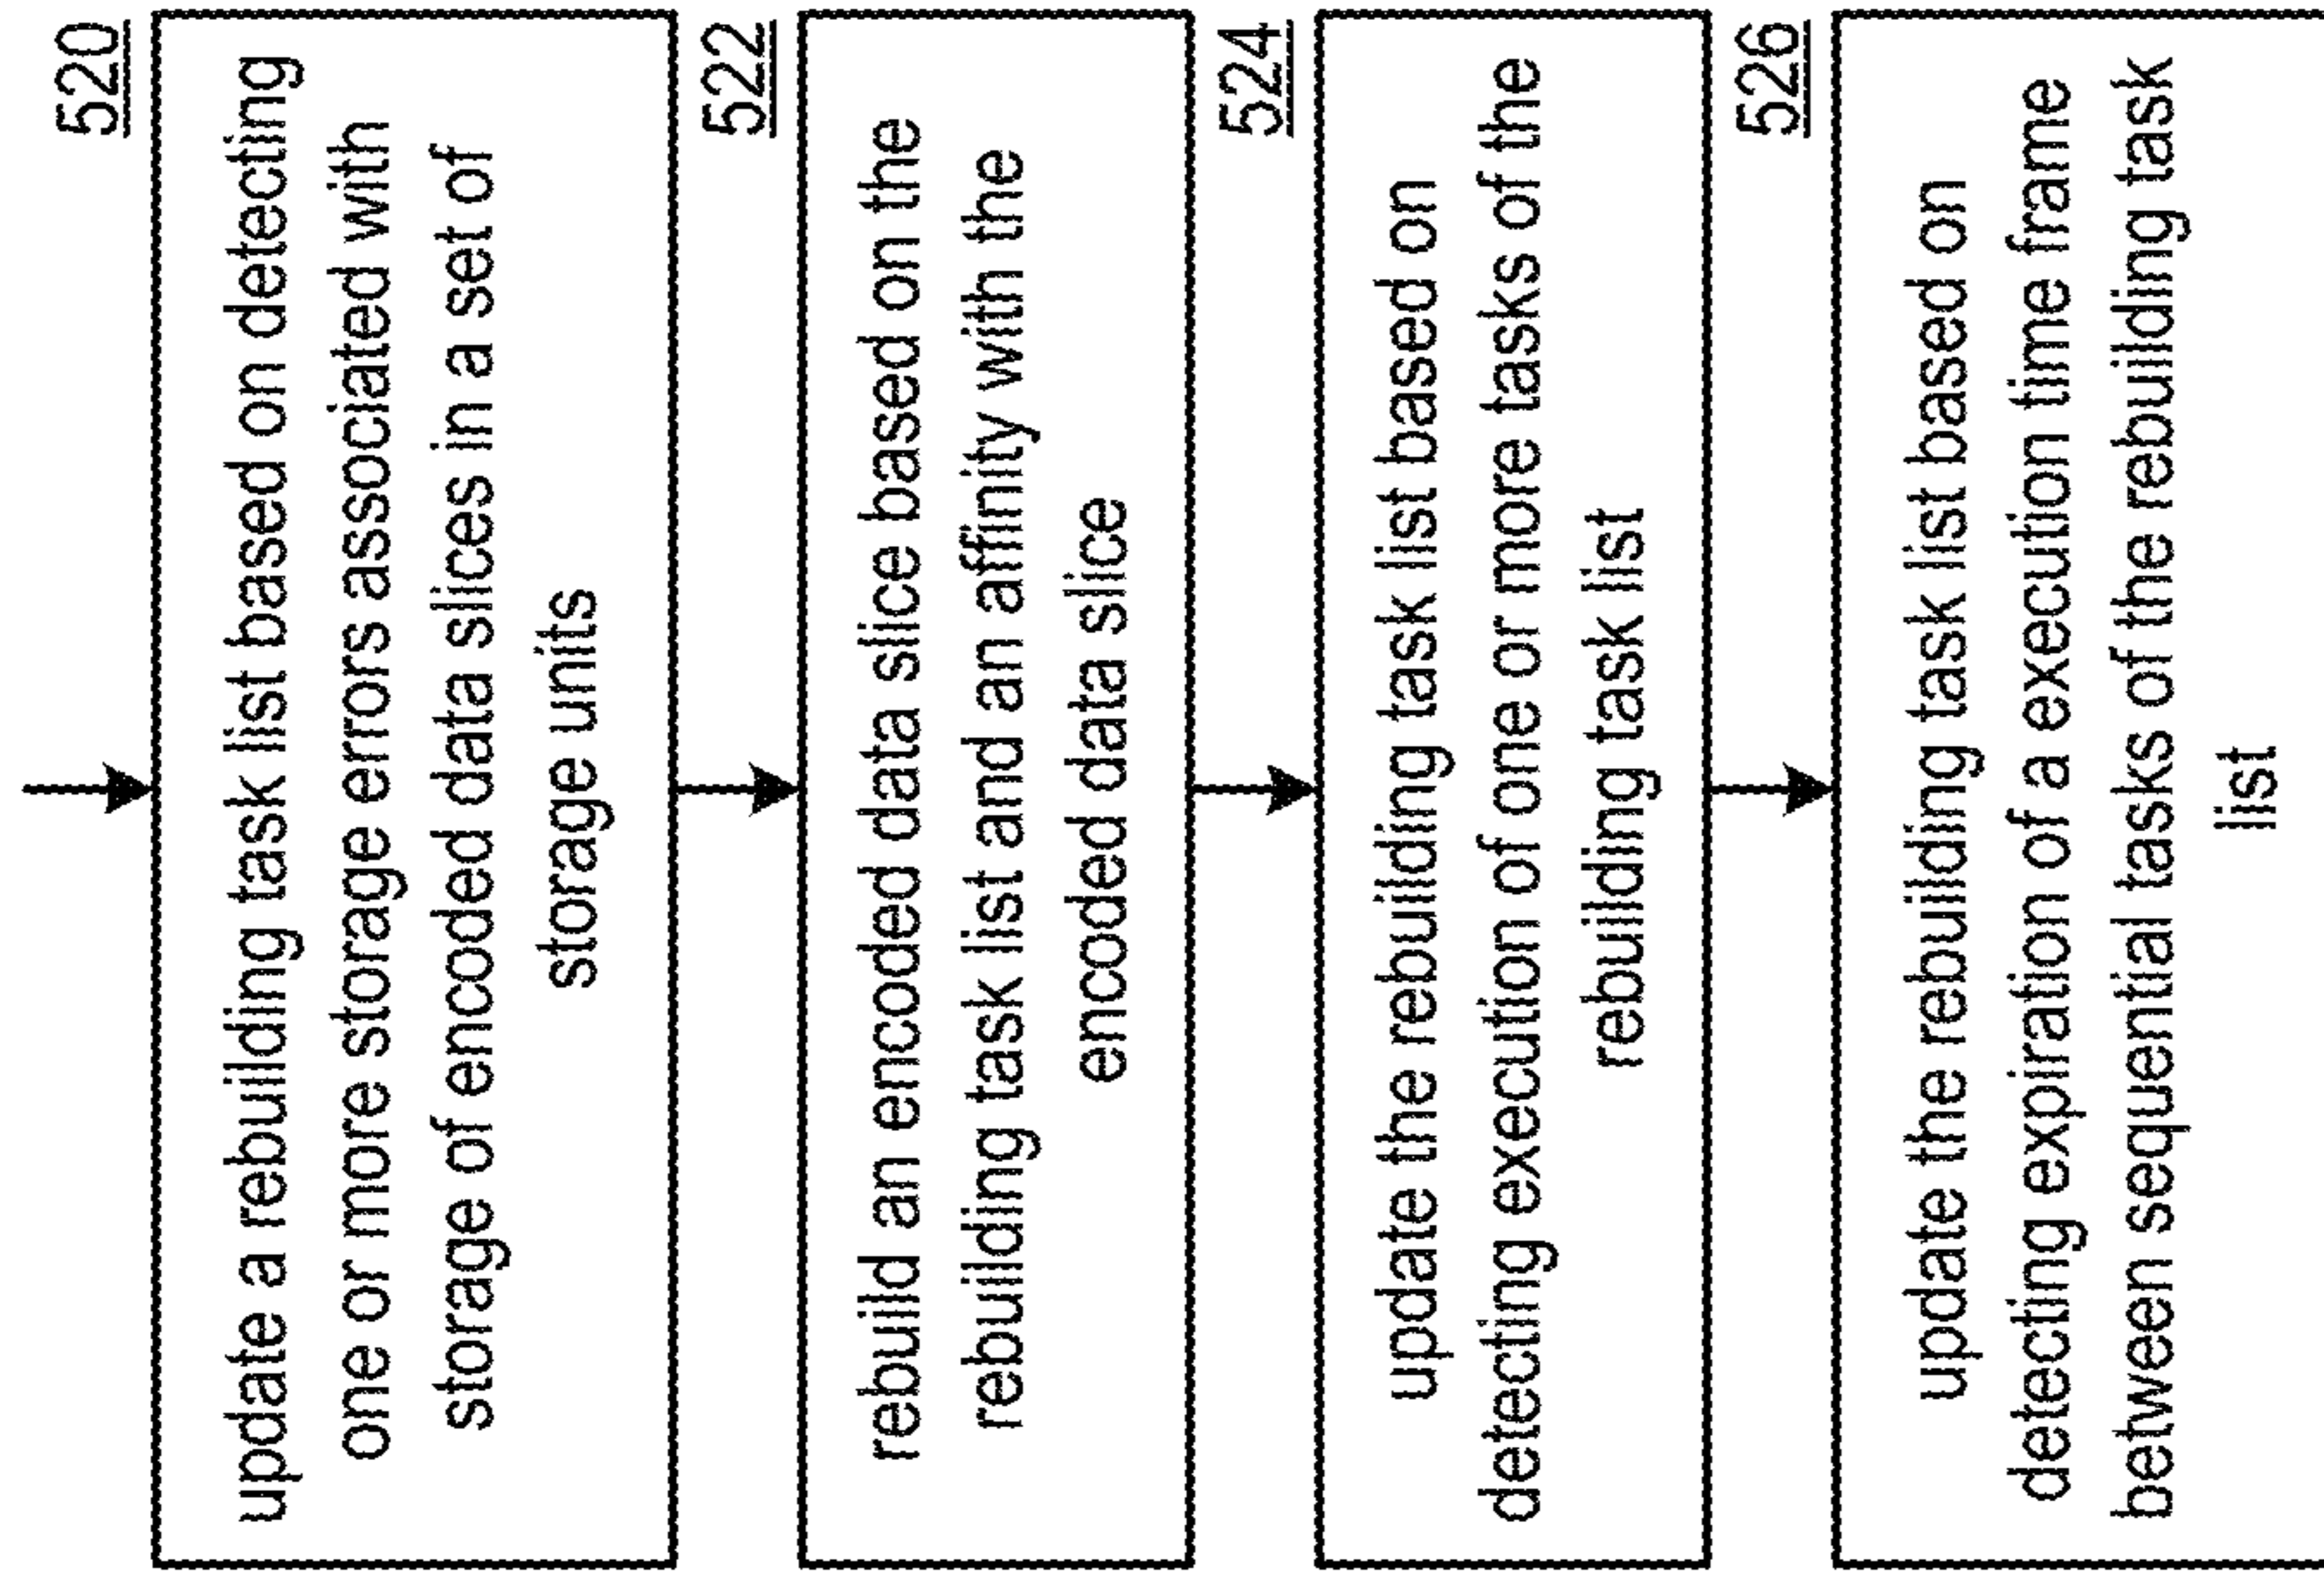 520
update a rebuilding task list based on detecting
one or more storage errors associated with
storage of encoded data slices in a set of
storage units
522
rebuild an encoded data slice based on the
rebuilding task list and an affinity with the
encoded data slice
524
update the rebuilding task list based on
detecting execution of one or more tasks of the
rebuilding task list
526
update the rebuilding task list based on
detecting expiration of a execution time frame
between sequential tasks of the rebuilding task
list